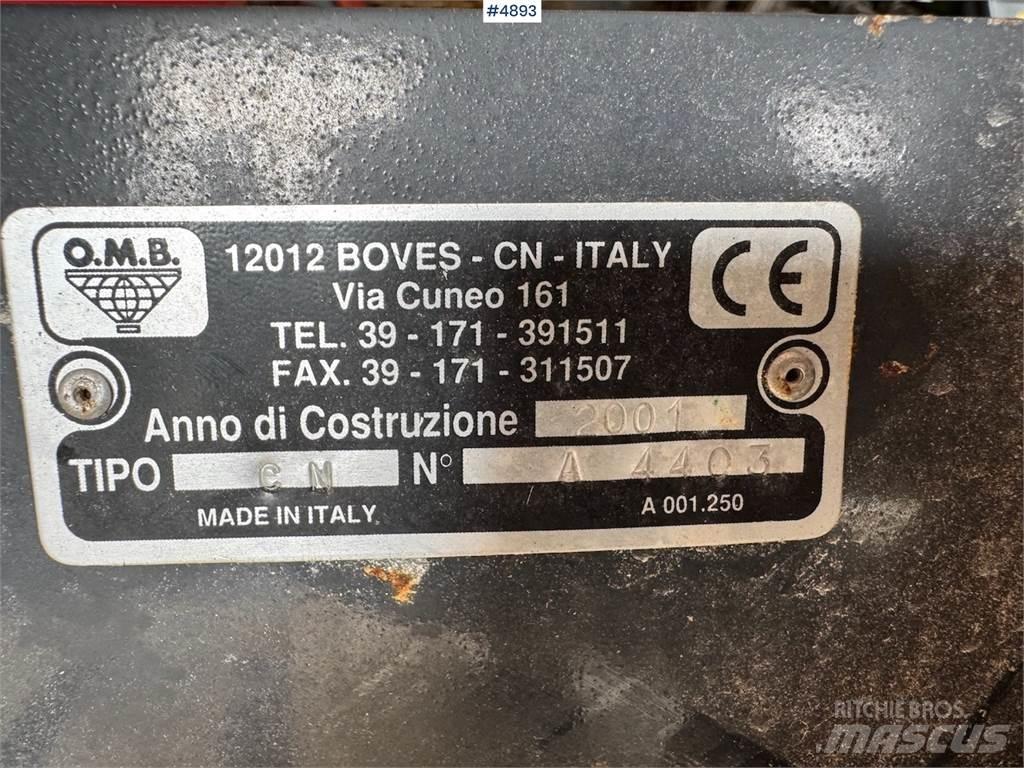 #4893
O.M.B.
12012 BOVES - CN - ITALY
Via Cuneo 161
TEL. 39 - 171 - 391511
FAX. 39 - 171 - 311507
CE
Anno di Costruzione 2001
TIPO CN N° A 4403
MADE IN ITALY
A 001.250
RITCHIE BROS.
MASCUS